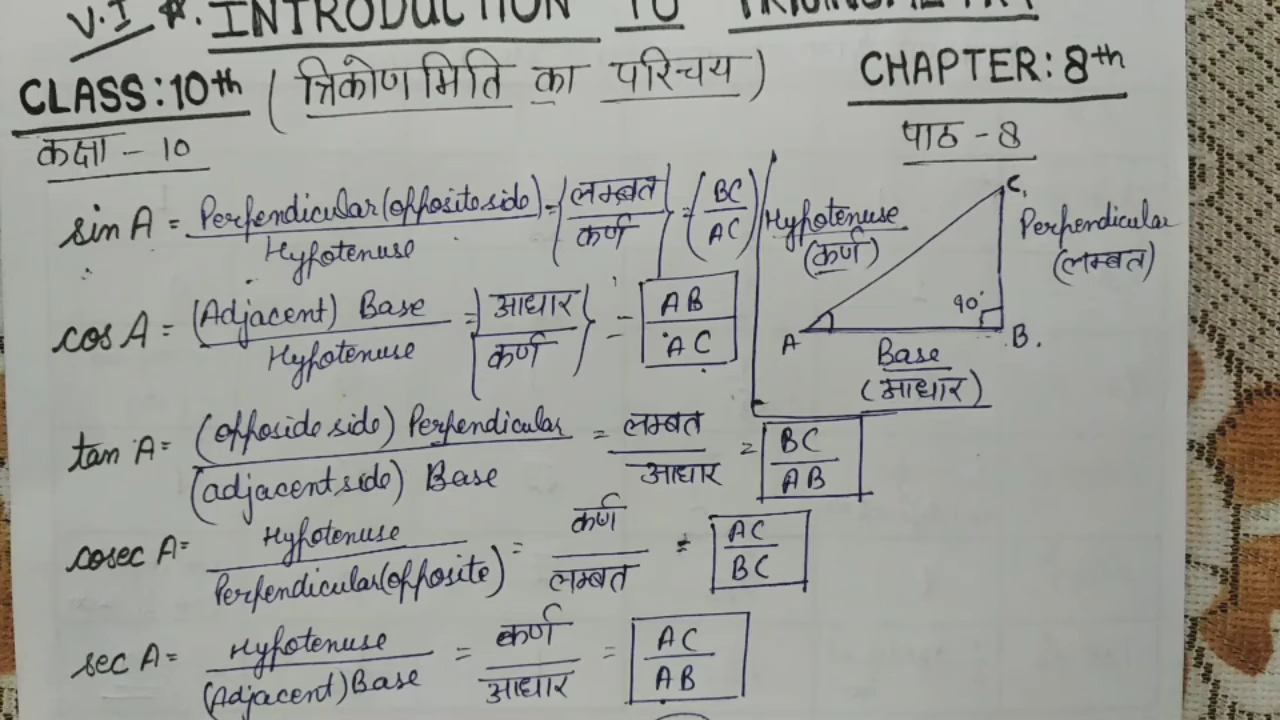 V.I ☆. INTRODUCTION TO TRIGNOMETRY
CLASS:10th (त्रिकोणमिति का परिचय) CHAPTER: 8th
कक्षा - 10 पाठ - 8
sin A = Perpendicular(opposite side)/Hypotenuse = {लम्बत/कर्ण} = (BC/AC)
cos A = (Adjacent) Base/Hypotenuse = {आधार/कर्ण} = AB/AC
tan A = (opposide side) Perpendicular/(adjacent side) Base = लम्बत/आधार = BC/AB
cosec A = Hypotenuse/Perpendicular(opposite) = कर्ण/लम्बत = AC/BC
sec A = Hypotenuse/(Adjacent) Base = कर्ण/आधार = AC/AB
C.
Hypotenuse
(कर्ण)
Perpendicular
(लम्बत)
90°
A
B.
Base
(आधार)